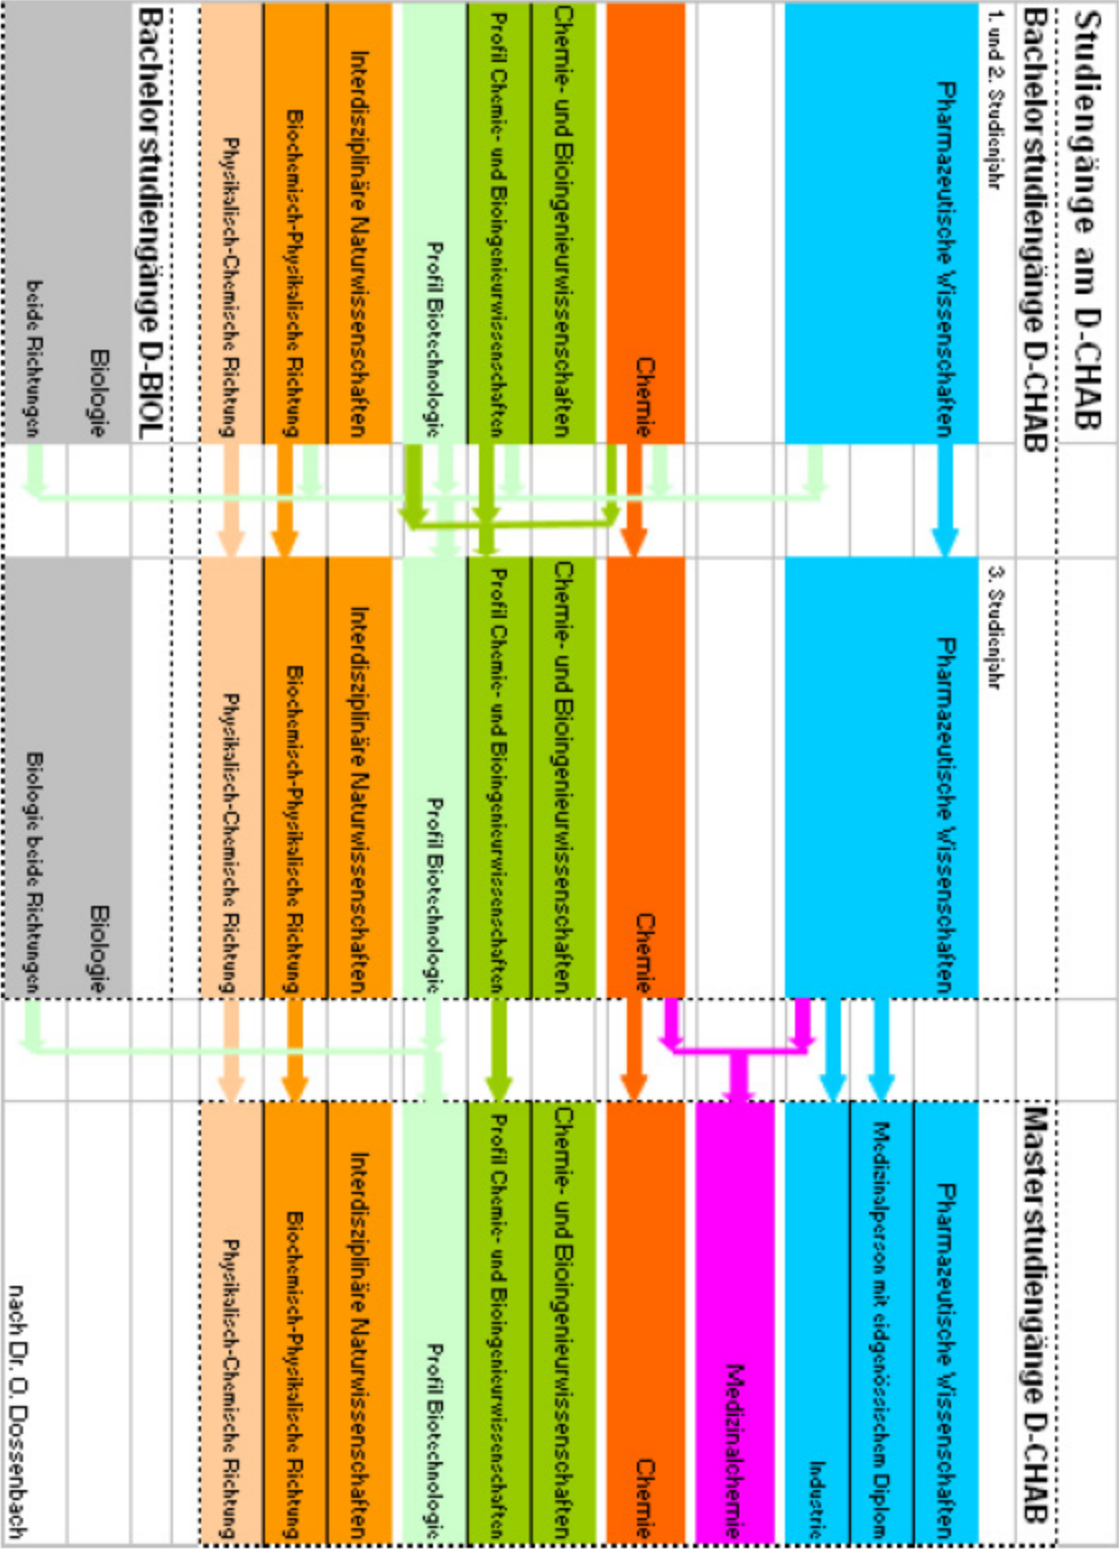 Studiengänge am D-CHAB
Bachelorstudiengänge D-CHAB
Masterstudiengänge D-CHAB
1. und 2. Studienjahr
3. Studienjahr
Pharmazeutische Wissenschaften
Pharmazeutische Wissenschaften
Pharmazeutische Wissenschaften
Medizinalperson mit eidgenössischem Diplom
Industrie
Medizinalchemie
Chemie
Chemie
Chemie
Chemie- und Bioingenieurwissenschaften
Chemie- und Bioingenieurwissenschaften
Chemie- und Bioingenieurwissenschaften
Profil Chemie- und Bioingenieurwissenschaften
Profil Chemie- und Bioingenieurwissenschaften
Profil Chemie- und Bioingenieurwissenschaften
Profil Biotechnologie
Profil Biotechnologie
Profil Biotechnologie
Interdisziplinäre Naturwissenschaften
Interdisziplinäre Naturwissenschaften
Interdisziplinäre Naturwissenschaften
Biochemisch-Physikalische Richtung
Biochemisch-Physikalische Richtung
Biochemisch-Physikalische Richtung
Physikalisch-Chemische Richtung
Physikalisch-Chemische Richtung
Physikalisch-Chemische Richtung
Bachelorstudiengänge D-BIOL
Biologie
Biologie
beide Richtungen
Biologie beide Richtungen
nach Dr. O. Dossenbach